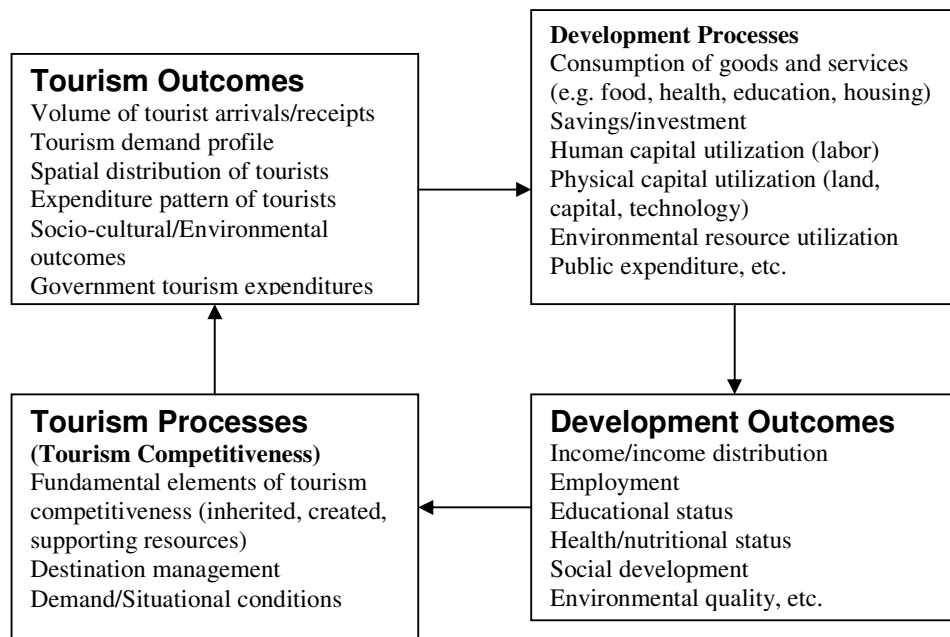 Tourism Outcomes
Volume of tourist arrivals/receipts
Tourism demand profile
Spatial distribution of tourists
Expenditure pattern of tourists
Socio-cultural/Environmental
outcomes
Government tourism expenditures
Development Processes
Consumption of goods and services
(e.g. food, health, education, housing)
Savings/investment
Human capital utilization (labor)
Physical capital utilization (land,
capital, technology)
Environmental resource utilization
Public expenditure, etc.
Tourism Processes
(Tourism Competitiveness)
Fundamental elements of tourism
competitiveness (inherited, created,
supporting resources)
Destination management
Demand/Situational conditions
Development Outcomes
Income/income distribution
Employment
Educational status
Health/nutritional status
Social development
Environmental quality, etc.